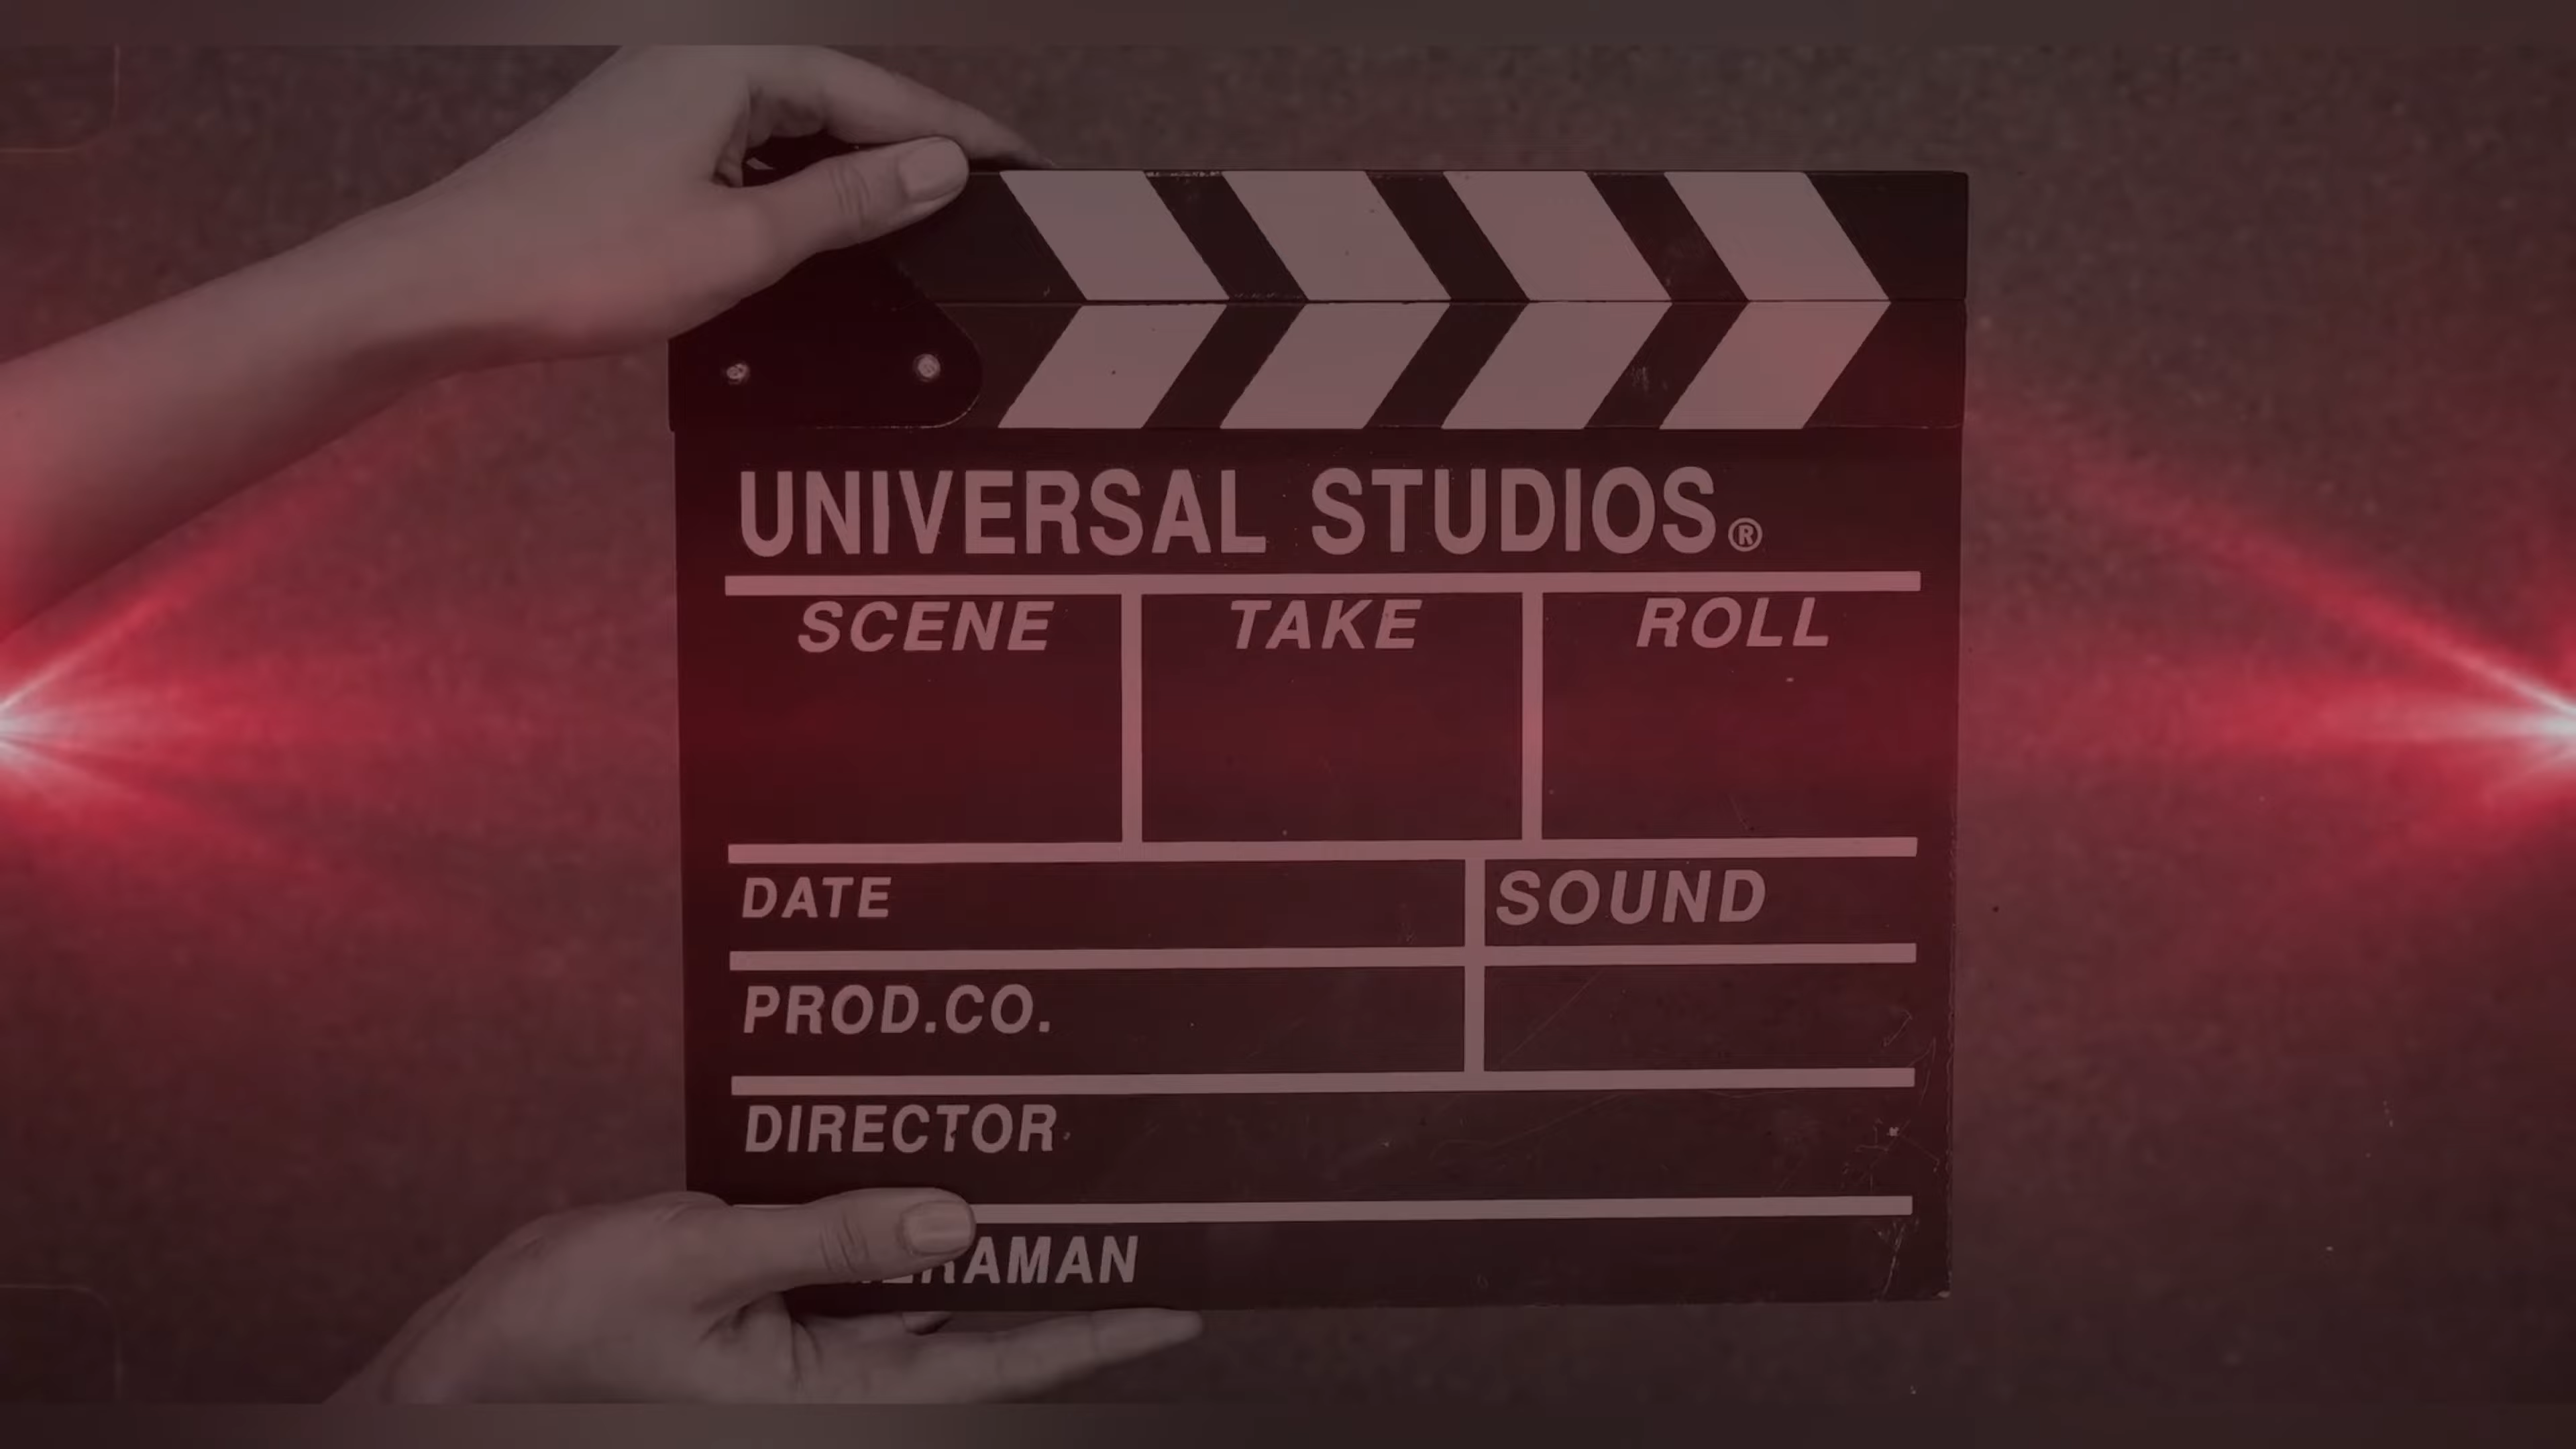 UNIVERSAL STUDIOS®
SCENE TAKE ROLL
DATE SOUND
PROD.CO.
DIRECTOR